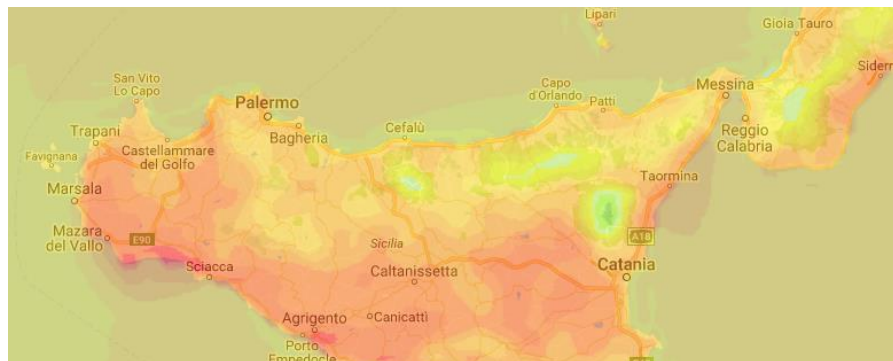 Lipari
Gioia Tauro
Siderr
San Vito
Lo Capo
Palermo
Messina
Capo
d'Orlando
Patti
Trapani
Bagheria
Cefalù
Reggio
Calabria
Castellammare
del Golfo
Favignana
Taormina
Marsala
Mazara
del Vallo
E90
Sicilia
A18
Sciacca
Caltanissetta
Catania
Agrigento
Canicattì
Porto
Empedocle